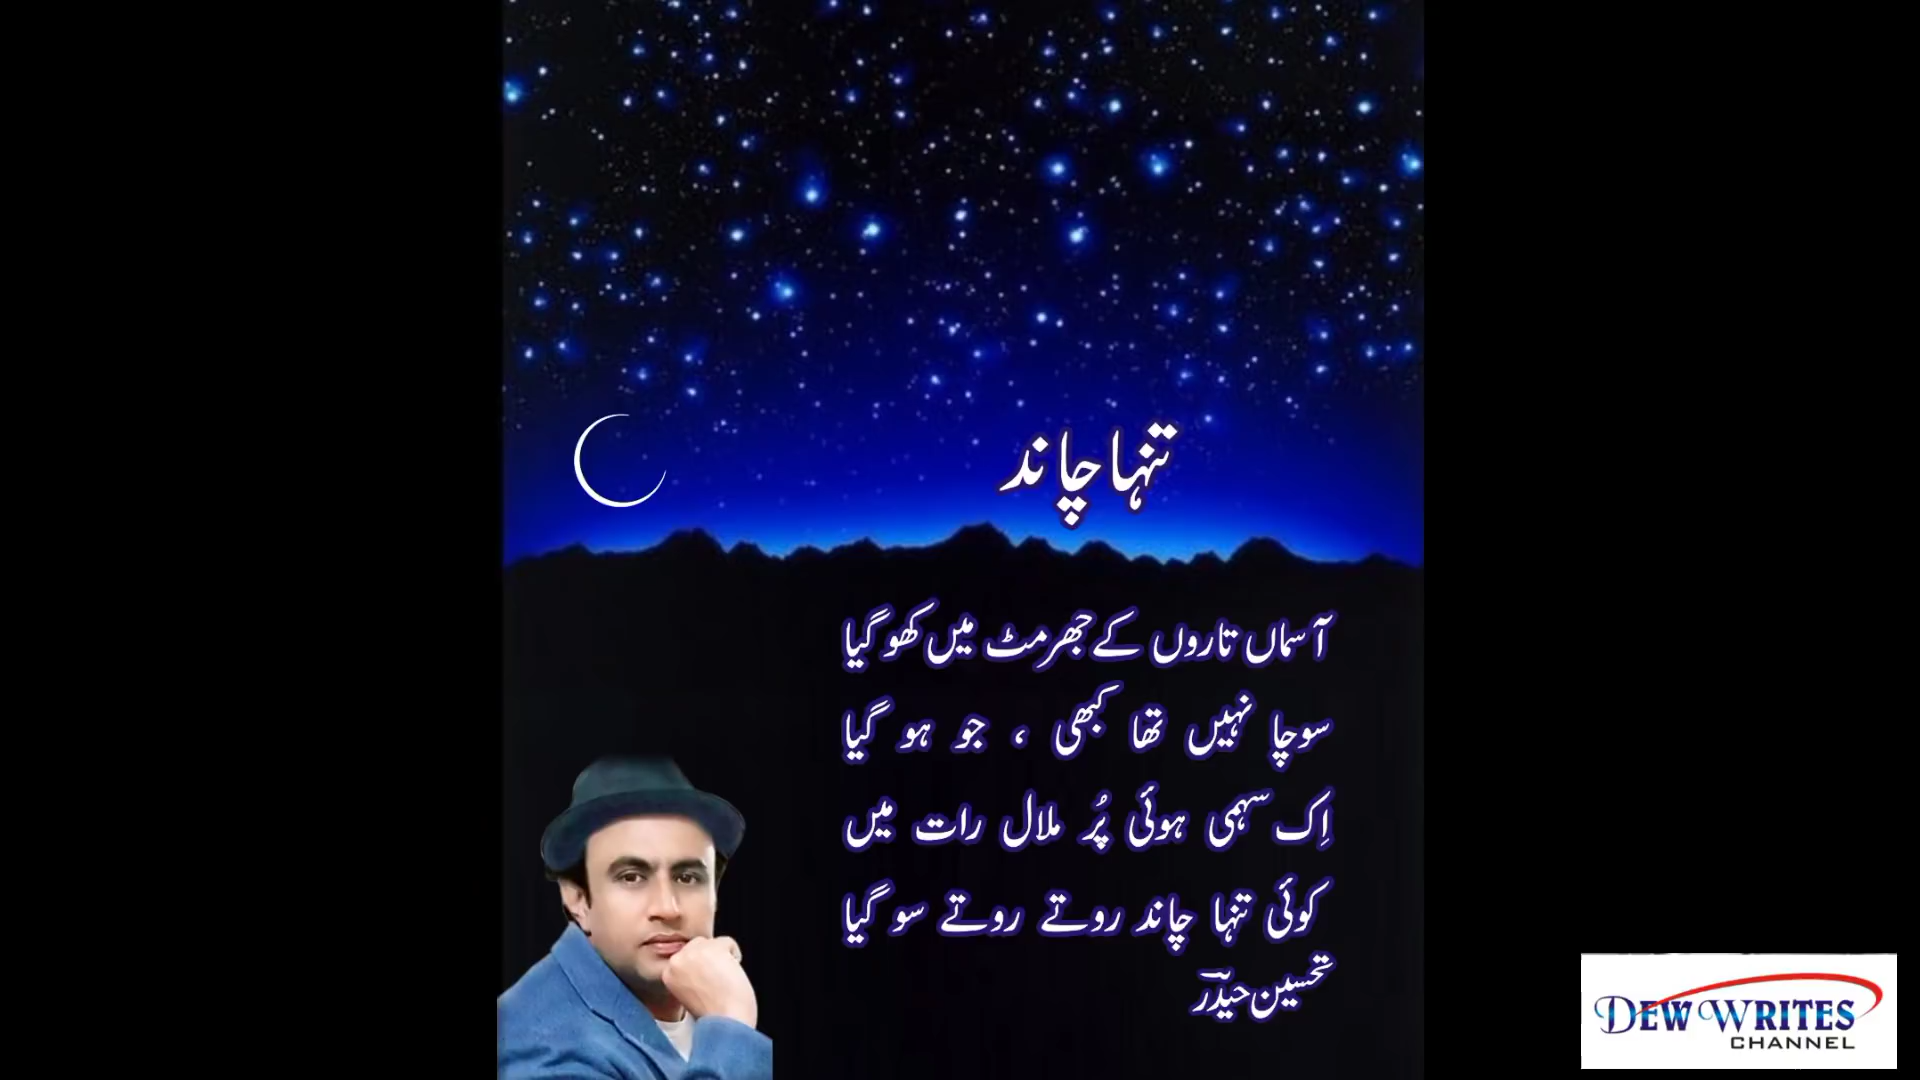 تنہا چاند
آسماں تاروں کے جھرمٹ میں کھو گیا
سوچا نہیں تھا کبھی ، جو ہو گیا
اِک سہمی ہوئی پُر ملال رات میں
کوئی تنہا چاند روتے روتے سو گیا
تحسین حیدرؔ
DEW WRITES
CHANNEL